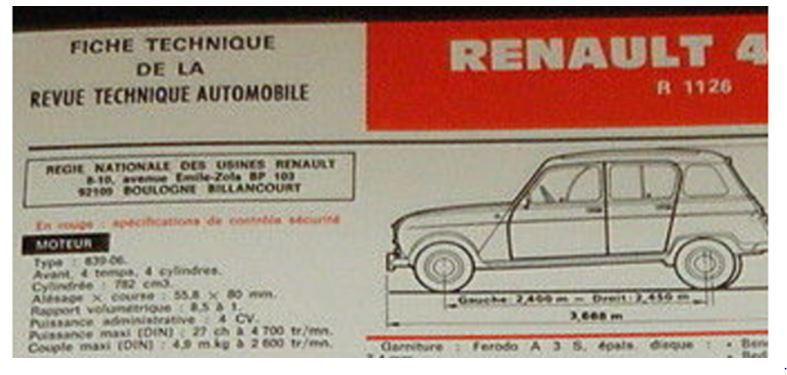 FICHE TECHNIQUE
DE LA
REVUE TECHNIQUE AUTOMOBILE
RENAULT 4
R 1126
REGIE NATIONALE DES USINES RENAULT
8-10, avenue Emile-Zola BP 103
92109 BOULOGNE BILLANCOURT
En rouge : spécifications de contrôle sécurité
MOTEUR
Type : 839-06.
Avant, 4 temps, 4 cylindres.
Cylindrée : 782 cm3.
Alésage × course : 55,8 × 80 mm.
Rapport volumétrique : 8,5 à 1.
Puissance administrative : 4 CV.
Puissance maxi (DIN) : 27 ch à 4 700 tr/mn.
Couple maxi (DIN) : 4,9 m.kg à 2 600 tr/mn.
Gauche : 2,400 m — Droit : 2,450 m
3,668 m
Garniture : Ferodo A 3 S, épais. disque :